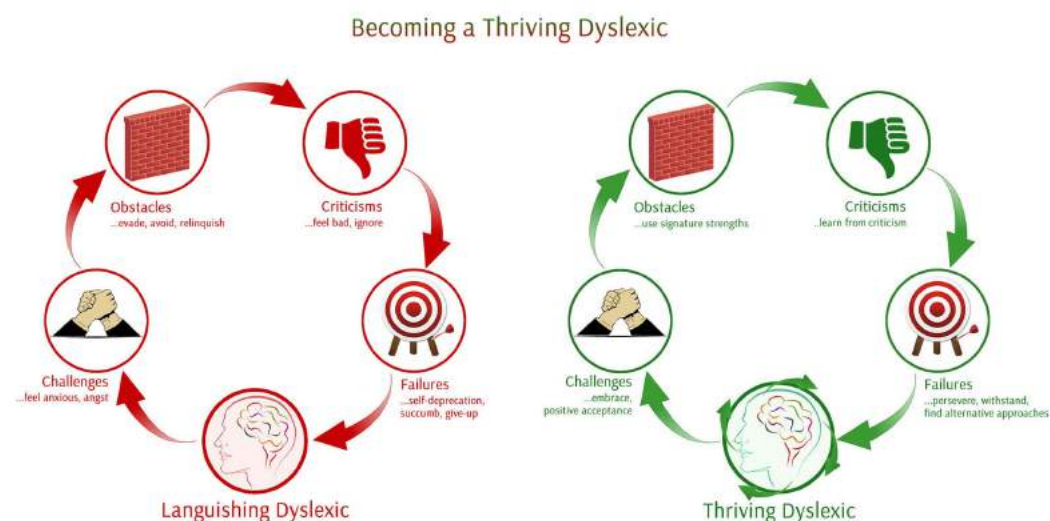 Becoming a Thriving Dyslexic
Obstacles
...evade, avoid, relinquish
Criticisms
...feel bad, ignore
Challenges
...feel anxious, angst
Failures
...self-deprecation,
succumb, give-up
Languishing Dyslexic
Obstacles
...use signature strengths
Criticisms
...learn from criticism
Challenges
...embrace,
positive acceptance
Failures
...persevere, withstand,
find alternative approaches
Thriving Dyslexic